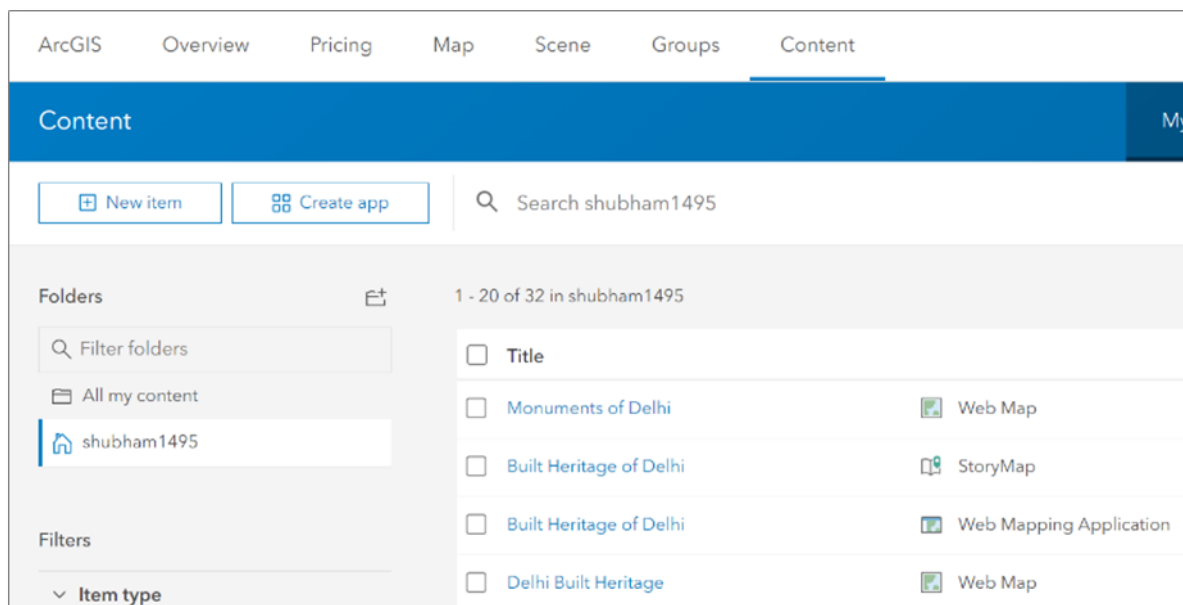 ArcGIS Overview Pricing Map Scene Groups Content
Content
My
New item Create app Search shubham1495
Folders
1 - 20 of 32 in shubham1495
Filter folders
Title
All my content
Monuments of Delhi Web Map
shubham1495
Built Heritage of Delhi StoryMap
Built Heritage of Delhi Web Mapping Application
Filters
Delhi Built Heritage Web Map
Item type